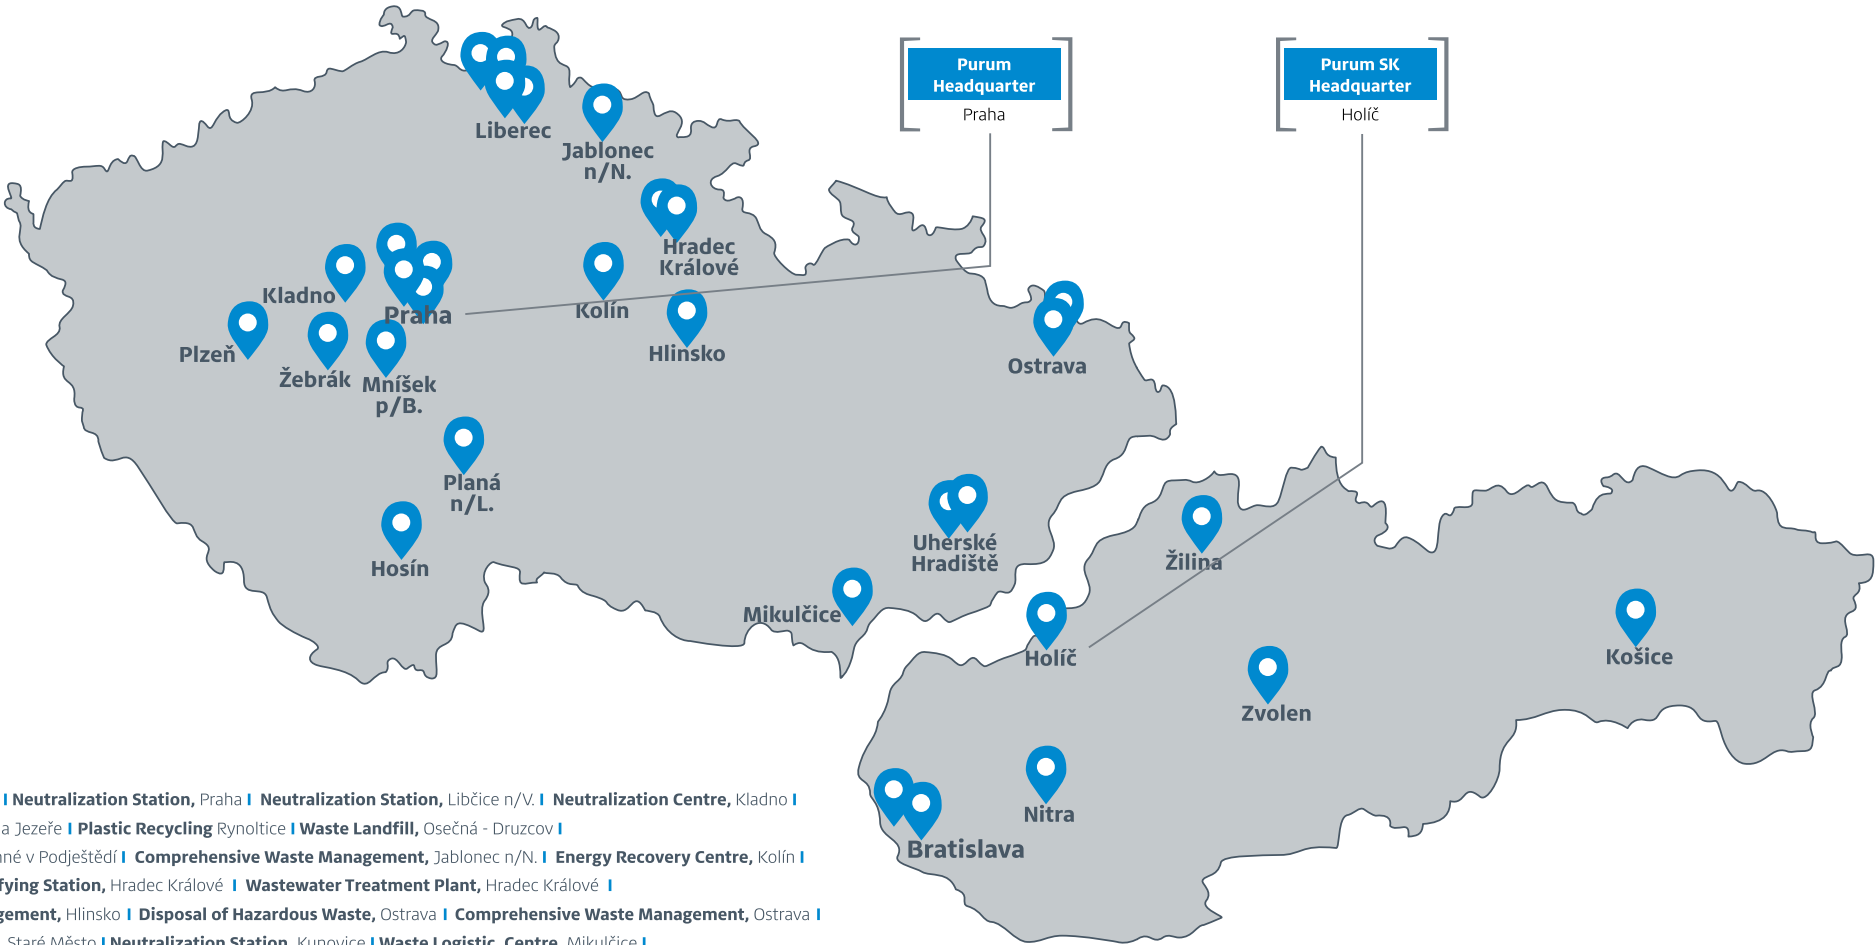 Purum
Headquarter
Praha
Purum SK
Headquarter
Holíč
Liberec
Jablonec
n/N.
Hradec
Králové
Kladno
Praha
Kolín
Plzeň
Žebrák
Mníšek
p/B.
Hlinsko
Ostrava
Planá
n/L.
Hosín
Uherské
Hradiště
Mikulčice
Žilina
Holíč
Košice
Zvolen
Nitra
Bratislava
I Neutralization Station, Praha I Neutralization Station, Libčice n/V. I Neutralization Centre, Kladno I
a Jezeře I Plastic Recycling Rynoltice I Waste Landfill, Osečná - Druzcov I
né v Podještědí I Comprehensive Waste Management, Jablonec n/N. I Energy Recovery Centre, Kolín I
fying Station, Hradec Králové I Wastewater Treatment Plant, Hradec Králové I
gement, Hlinsko I Disposal of Hazardous Waste, Ostrava I Comprehensive Waste Management, Ostrava I
Staré Město I Neutralization Station, Kunovice I Waste Logistic Centre, Mikulčice I